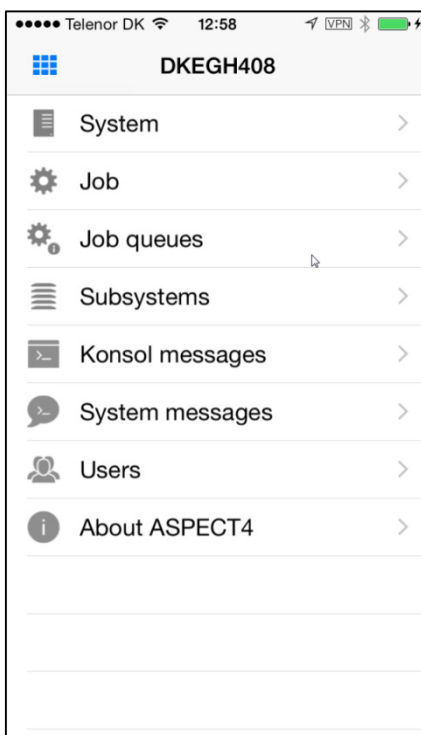 Telenor DK 12:58 VPN
DKEGH408
System
Job
Job queues
Subsystems
Konsol messages
System messages
Users
About ASPECT4